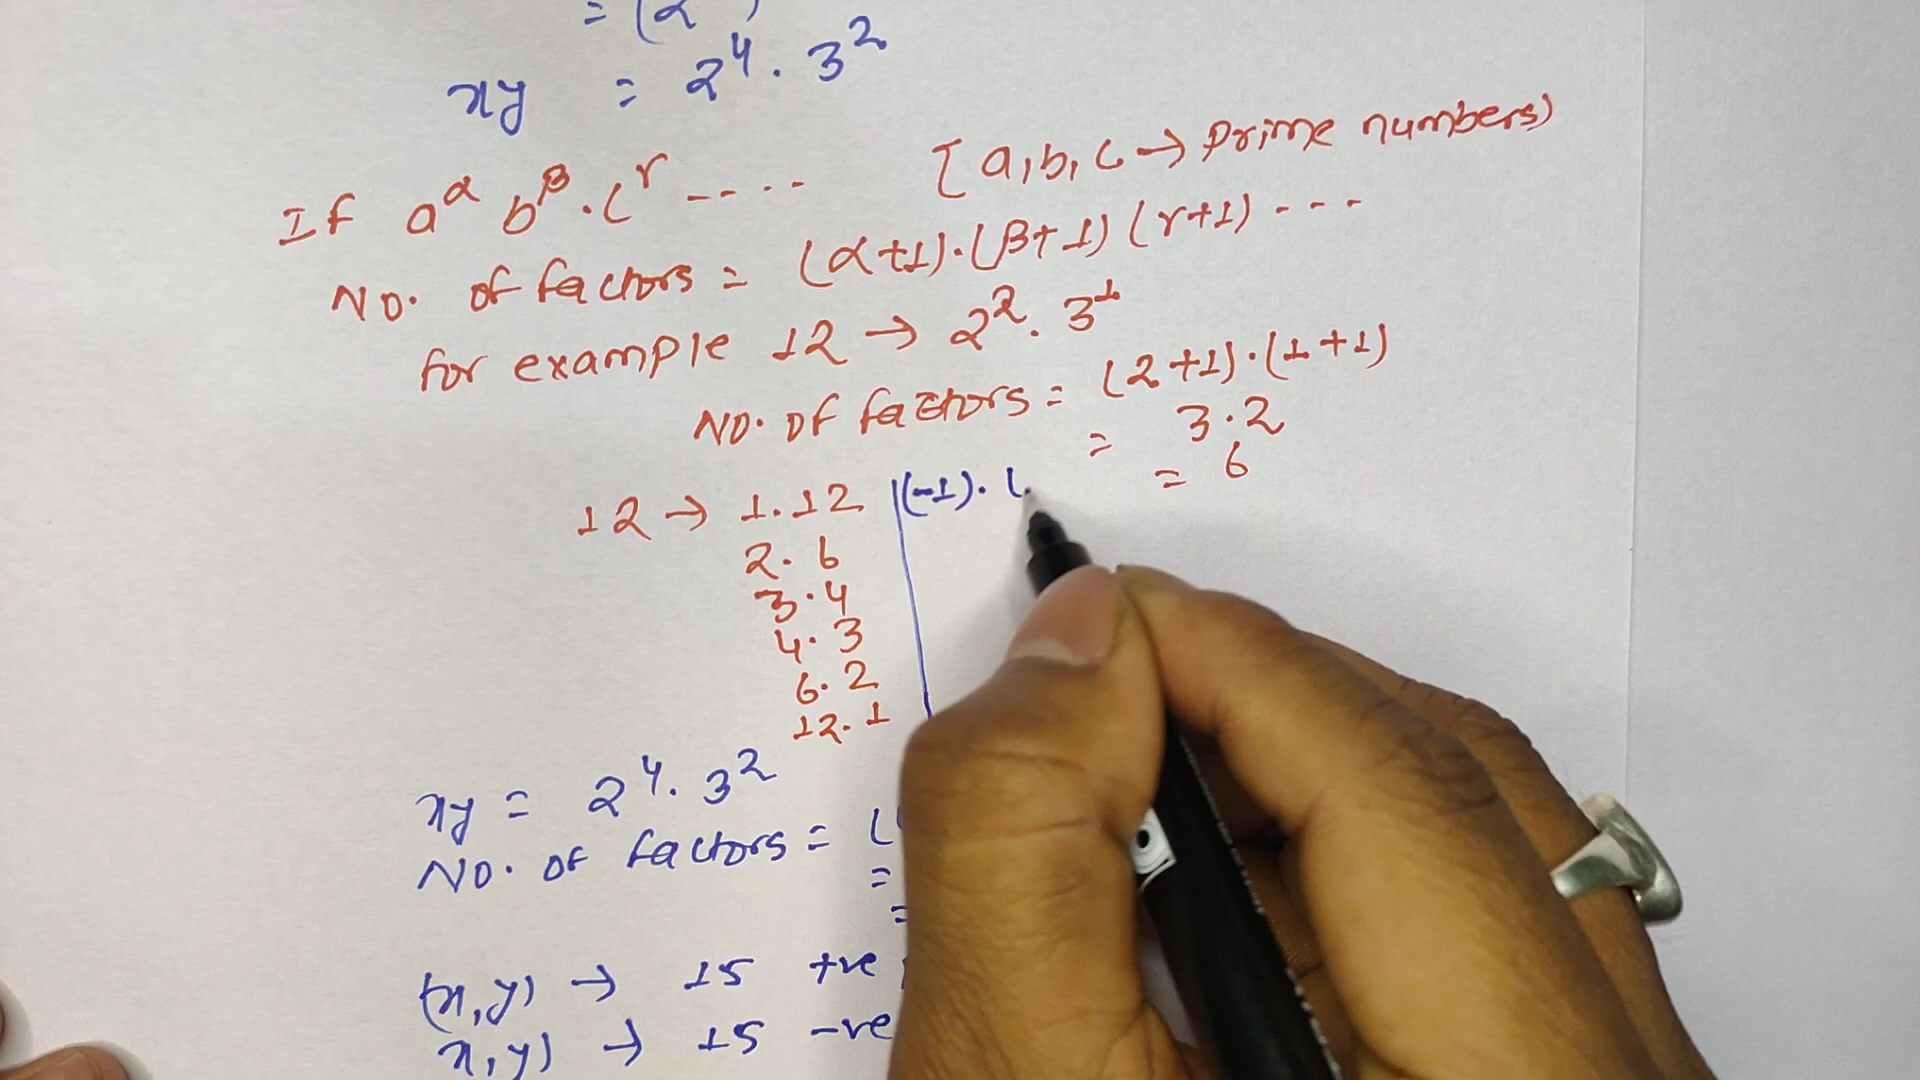 = (2
xy = 2⁴. 3²
If a^α b^β . c^r ---- [a, b, c → Prime numbers)
No. of factors = (α+1).(β+1) (r+1) ---
for example 12 → 2². 3¹
No. of factors = (2+1).(1+1)
= 3.2
= 6
12 → 1.12 | (-1). (
2. 6
3.4
4. 3
6. 2
12. 1
xy = 2⁴. 3²
No. of factors = (
=
=
(x, y) → 15 +ve
x, y) → 15 -ve